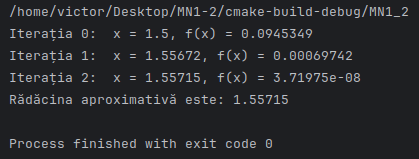 /home/victor/Desktop/MN1-2/cmake-build-debug/MN1_2
Iterația 0:  x = 1.5, f(x) = 0.0945349
Iterația 1:  x = 1.55672, f(x) = 0.00069742
Iterația 2:  x = 1.55715, f(x) = 3.71975e-08
Rădăcina aproximativă este: 1.55715
Process finished with exit code 0